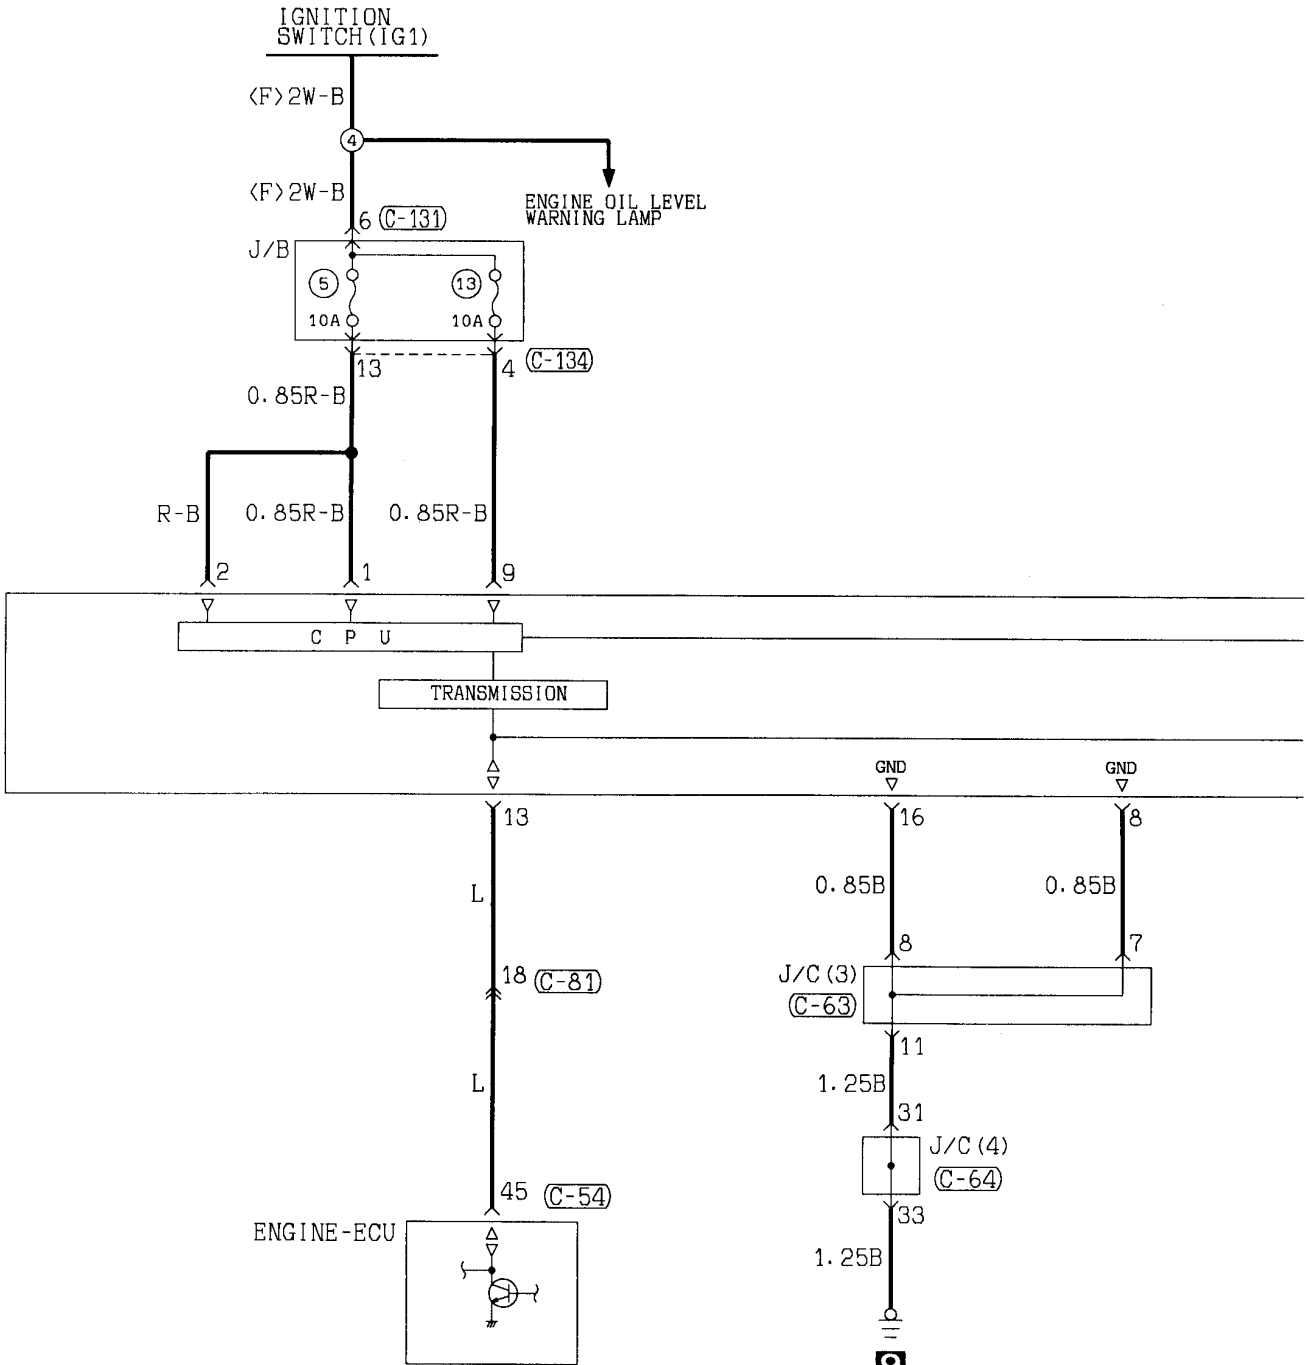 IGNITION
SWITCH(IG1)
<F>2W-B
4
<F>2W-B
ENGINE OIL LEVEL
WARNING LAMP
6 C-131
J/B
5
13
10A
10A
13
4 C-134
0.85R-B
R-B
0.85R-B
0.85R-B
2
1
9
C P U
TRANSMISSION
GND
GND
13
16
8
L
0.85B
0.85B
8
7
18 C-81
J/C(3)
C-63
11
L
1.25B
31
J/C(4)
C-64
45 C-54
33
ENGINE-ECU
1.25B